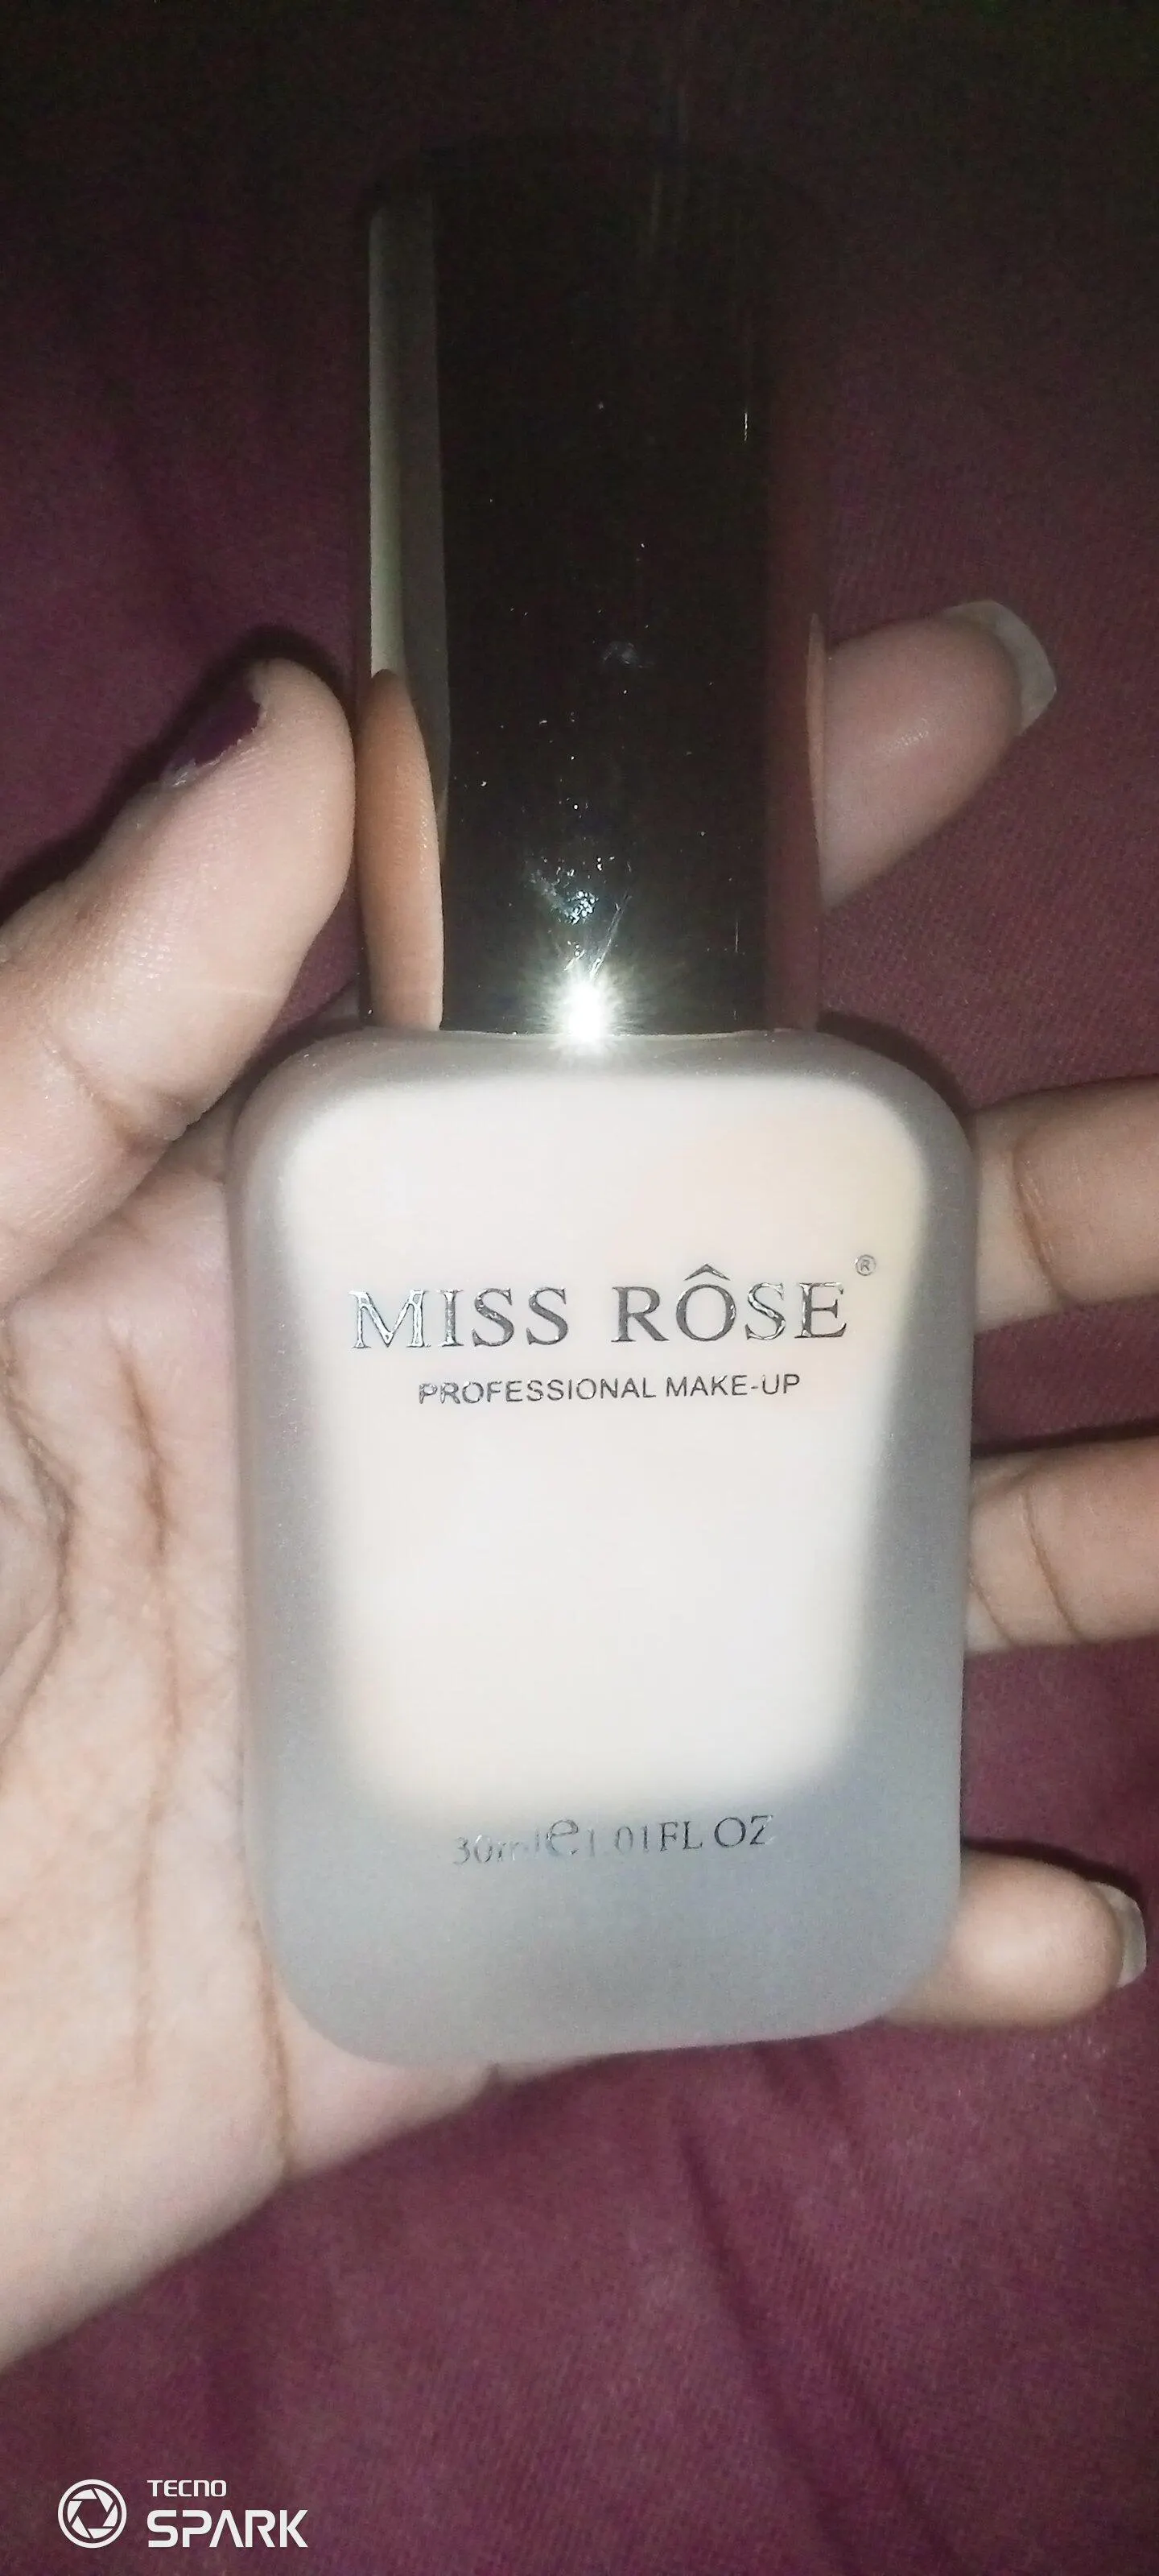 MISS RÔSE®
PROFESSIONAL MAKE-UP
30ml e 1.01FL OZ
TECNO
SPARK